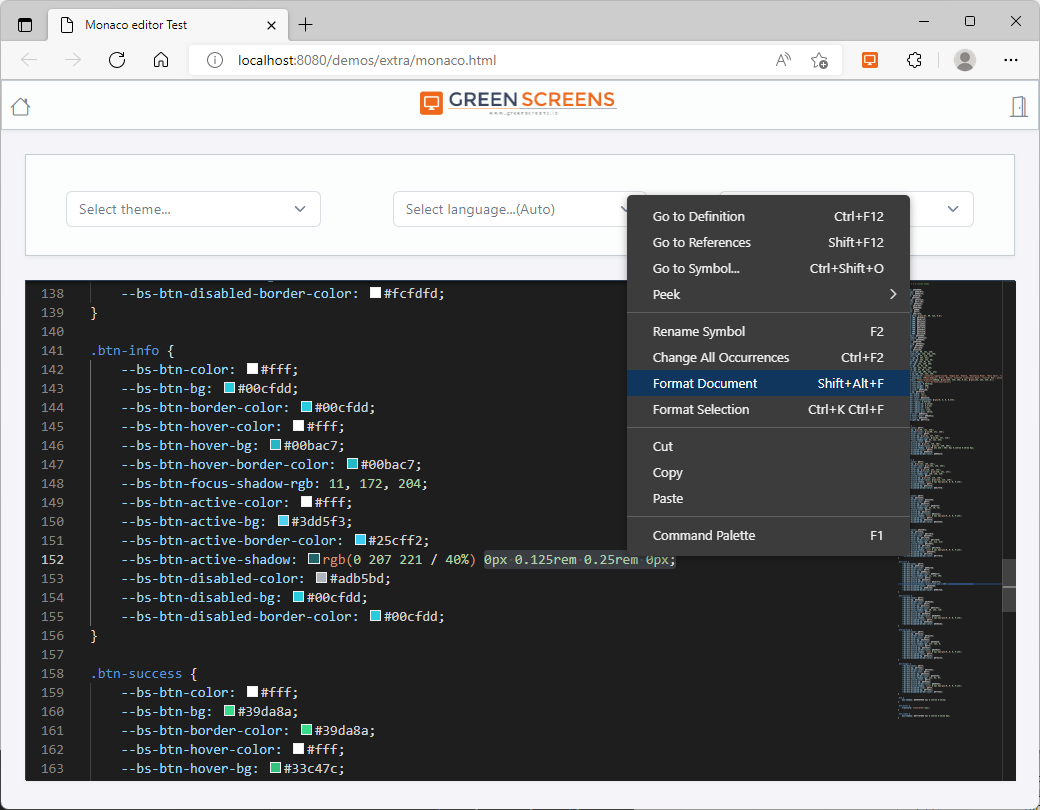 Monaco editor Test
localhost:8080/demos/extra/monaco.html
GREEN SCREENS
www.greenscreens.io
Select theme...
Select language...(Auto)
138 --bs-btn-disabled-border-color: #fcfdfd;
139 }
140
141 .btn-info {
142 --bs-btn-color: #fff;
143 --bs-btn-bg: #00cfdd;
144 --bs-btn-border-color: #00cfdd;
145 --bs-btn-hover-color: #fff;
146 --bs-btn-hover-bg: #00bac7;
147 --bs-btn-hover-border-color: #00bac7;
148 --bs-btn-focus-shadow-rgb: 11, 172, 204;
149 --bs-btn-active-color: #fff;
150 --bs-btn-active-bg: #3dd5f3;
151 --bs-btn-active-border-color: #25cff2;
152 --bs-btn-active-shadow: rgb(0 207 221 / 40%) 0px 0.125rem 0.25rem 0px;
153 --bs-btn-disabled-color: #adb5bd;
154 --bs-btn-disabled-bg: #00cfdd;
155 --bs-btn-disabled-border-color: #00cfdd;
156 }
157
158 .btn-success {
159 --bs-btn-color: #fff;
160 --bs-btn-bg: #39da8a;
161 --bs-btn-border-color: #39da8a;
162 --bs-btn-hover-color: #fff;
163 --bs-btn-hover-bg: #33c47c;
Go to Definition Ctrl+F12
Go to References Shift+F12
Go to Symbol... Ctrl+Shift+O
Peek
Rename Symbol F2
Change All Occurrences Ctrl+F2
Format Document Shift+Alt+F
Format Selection Ctrl+K Ctrl+F
Cut
Copy
Paste
Command Palette F1